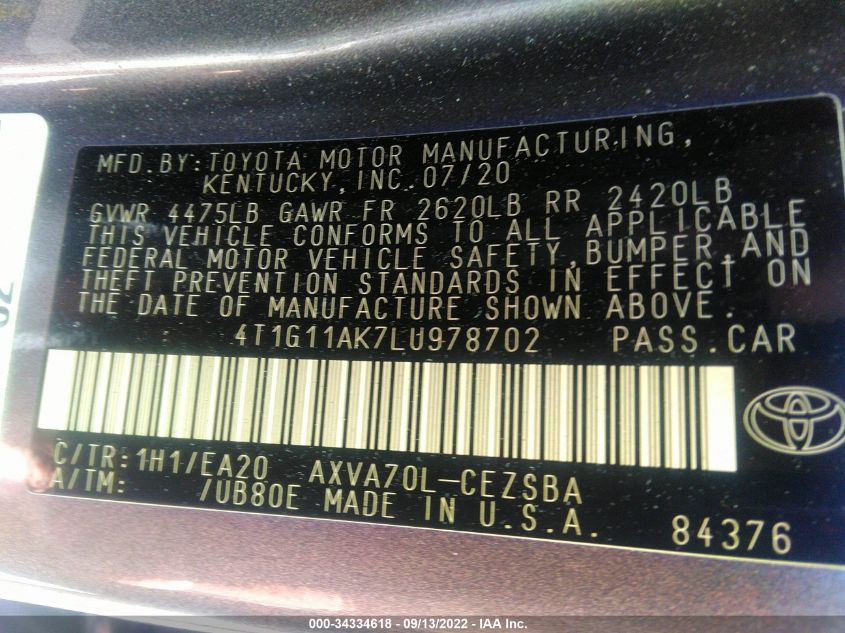 MFD.BY:TOYOTA MOTOR MANUFACTURING,
KENTUCKY,INC.07/20
GVWR 4475LB GAWR FR 2620LB RR 2420LB
THIS VEHICLE CONFORMS TO ALL APPLICABLE
FEDERAL MOTOR VEHICLE SAFETY,BUMPER,AND
THEFT PREVENTION STANDARDS IN EFFECT ON
THE DATE OF MANUFACTURE SHOWN ABOVE.
4T1G11AK7LU978702 PASS.CAR
C/TR:1H1/EA20 AXVA70L-CEZSBA
A/TM: /UB80E MADE IN U.S.A.
84376
000-34334618 - 09/13/2022 - IAA Inc.